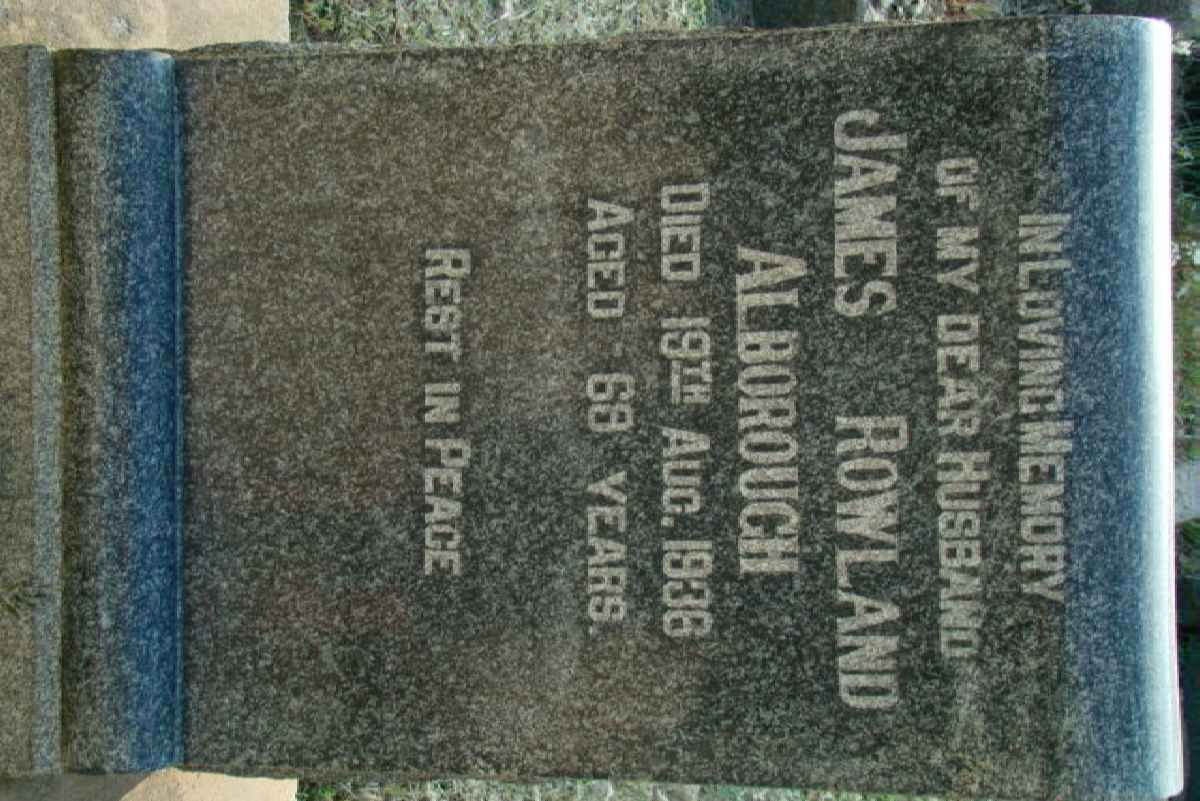 IN LOVING MEMORY
OF MY DEAR HUSBAND
JAMES ROWLAND
ALBOROUGH
DIED 19TH AUG. 1936
AGED 68 YEARS.
REST IN PEACE